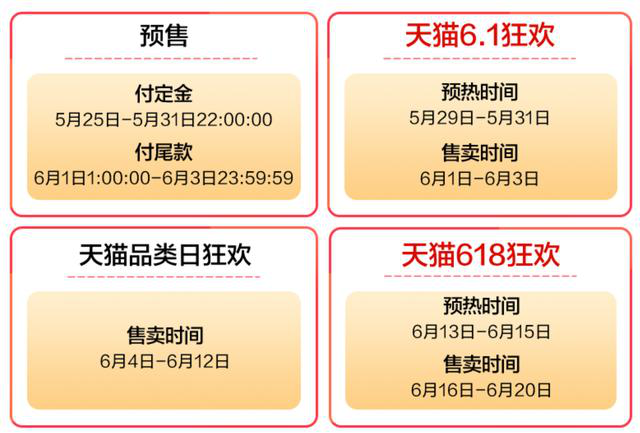 预售
付定金
5月25日-5月31日22:00:00
付尾款
6月1日1:00:00-6月3日23:59:59
天猫6.1狂欢
预热时间
5月29日-5月31日
售卖时间
6月1日-6月3日
天猫品类日狂欢
售卖时间
6月4日-6月12日
天猫618狂欢
预热时间
6月13日-6月15日
售卖时间
6月16日-6月20日